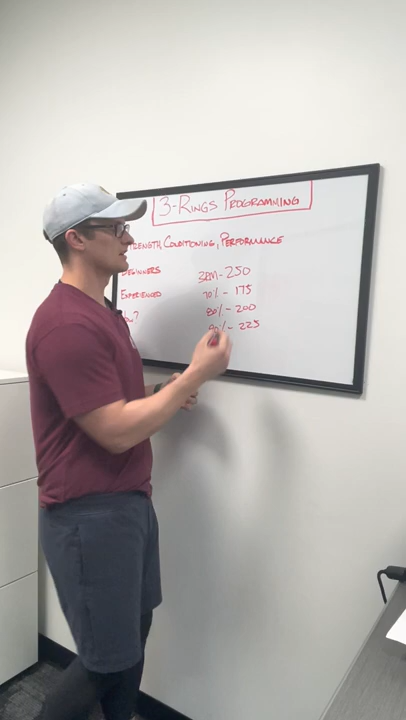 3-Rings Programming
Strength, Conditioning, Performance
Beginners
3RM - 250
Experienced
70% - 175
80% - 200
90% - 225